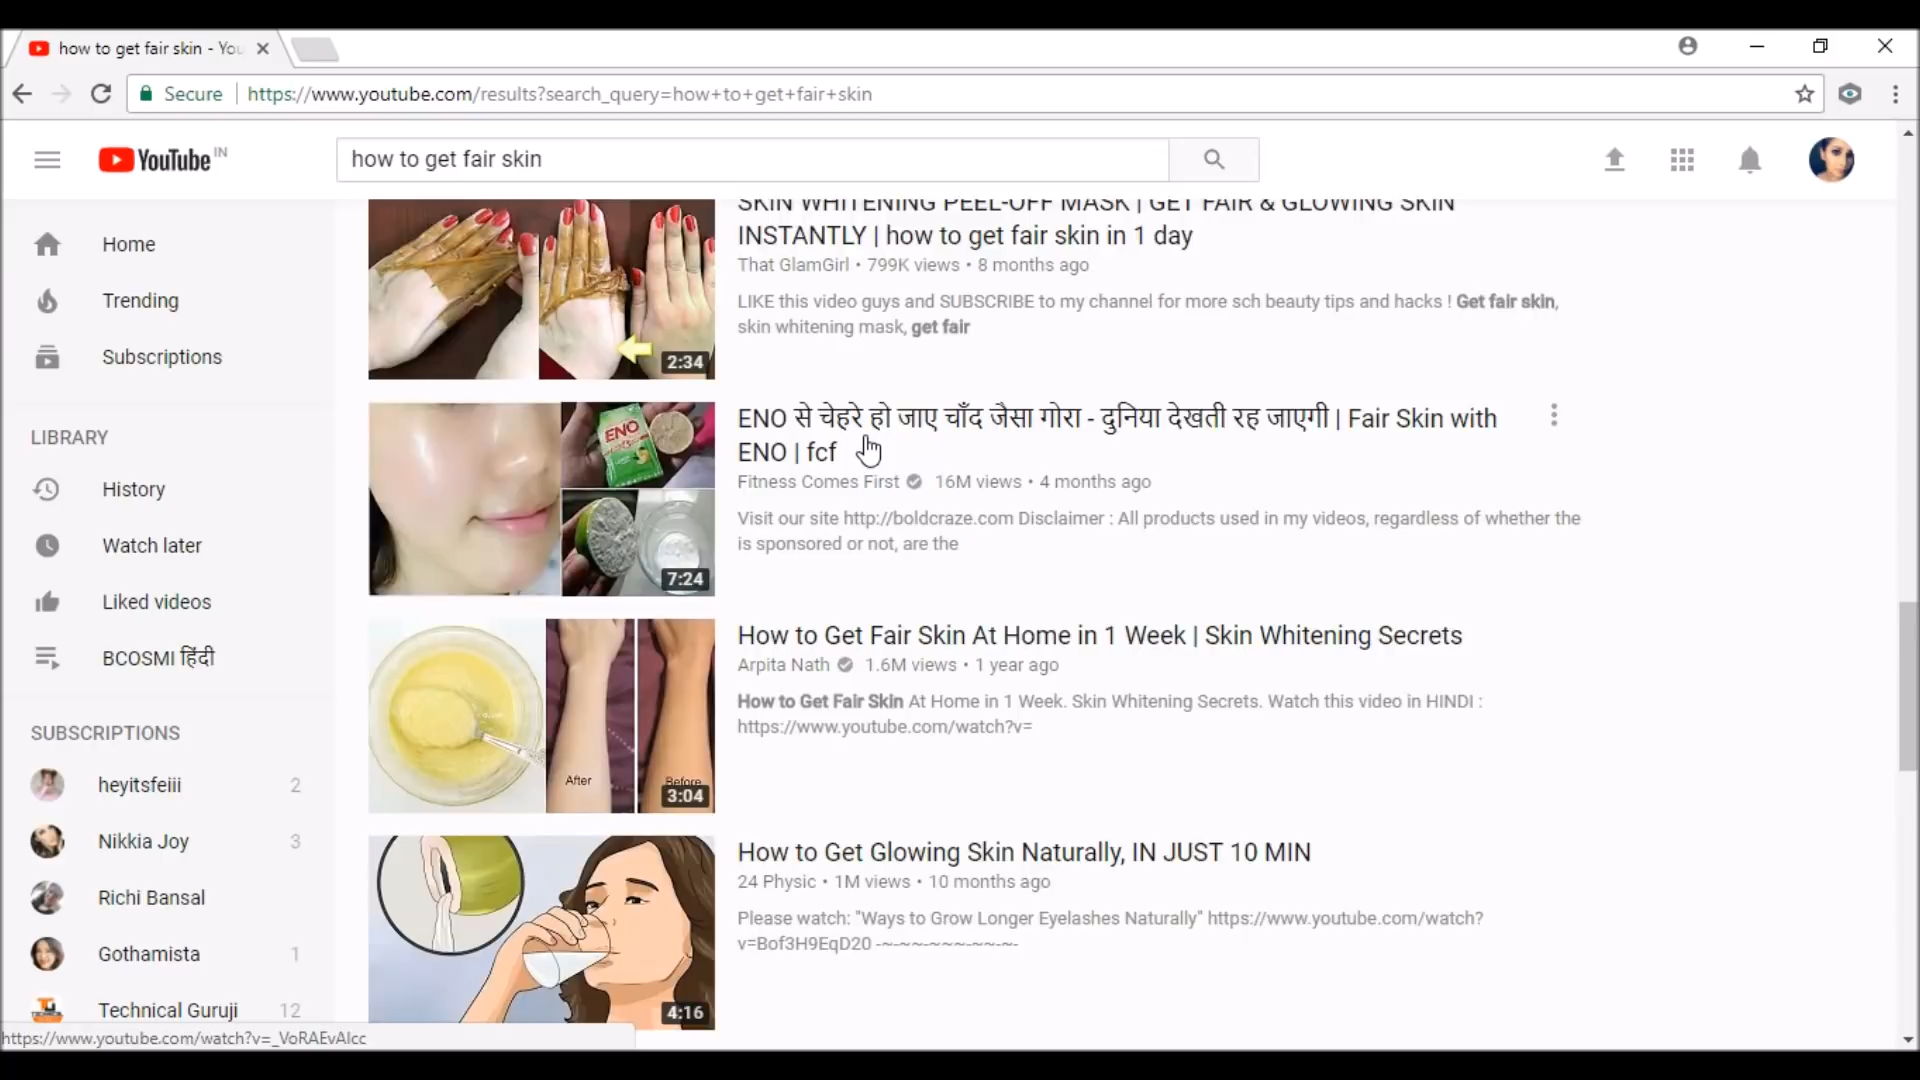 how to get fair skin - You
Secure
https://www.youtube.com/results?search_query=how+to+get+fair+skin
YouTube IN
how to get fair skin
Home
Trending
Subscriptions
LIBRARY
History
Watch later
Liked videos
BCOSMI हिंदी
SUBSCRIPTIONS
heyitsfeiii 2
Nikkia Joy 3
Richi Bansal
Gothamista 1
Technical Guruji 12
https://www.youtube.com/watch?v=_VoRAEvAlcc
SKIN WHITENING PEEL-OFF MASK | GET FAIR & GLOWING SKIN
INSTANTLY | how to get fair skin in 1 day
That GlamGirl • 799K views • 8 months ago
LIKE this video guys and SUBSCRIBE to my channel for more sch beauty tips and hacks ! Get fair skin,
skin whitening mask, get fair
2:34
ENO से चेहरे हो जाए चाँद जैसा गोरा - दुनिया देखती रह जाएगी | Fair Skin with
ENO | fcf
Fitness Comes First 16M views • 4 months ago
Visit our site http://boldcraze.com Disclaimer : All products used in my videos, regardless of whether the
is sponsored or not, are the
ENO
7:24
How to Get Fair Skin At Home in 1 Week | Skin Whitening Secrets
Arpita Nath 1.6M views • 1 year ago
How to Get Fair Skin At Home in 1 Week. Skin Whitening Secrets. Watch this video in HINDI :
https://www.youtube.com/watch?v=
After
Before
3:04
How to Get Glowing Skin Naturally, IN JUST 10 MIN
24 Physic • 1M views • 10 months ago
Please watch: "Ways to Grow Longer Eyelashes Naturally" https://www.youtube.com/watch?
v=Bof3H9EqD20 -~-~~-~~~-~~-~-
4:16